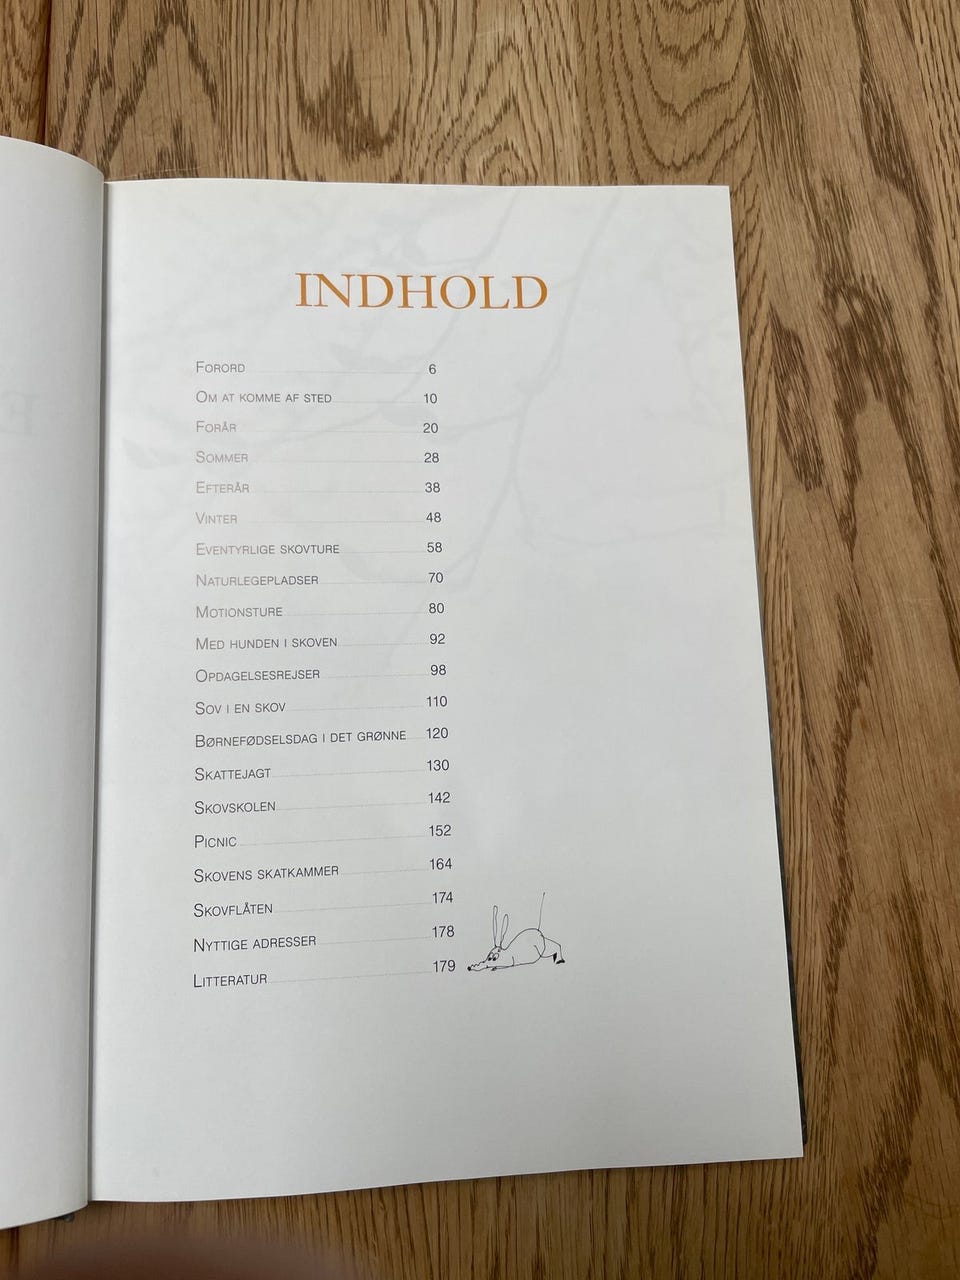 INDHOLD
FORORD 6
OM AT KOMME AF STED 10
FORÅR 20
SOMMER 28
EFTERÅR 38
VINTER 48
EVENTYRLIGE SKOVTURE 58
NATURLEGEPLADSER 70
MOTIONSTURE 80
MED HUNDEN I SKOVEN 92
OPDAGELSESREJSER 98
SOV I EN SKOV 110
BØRNEFØDSELSDAG I DET GRØNNE 120
SKATTEJAGT 130
SKOVSKOLEN 142
PICNIC 152
SKOVENS SKATKAMMER 164
SKOVFLÅTEN 174
NYTTIGE ADRESSER 178
LITTERATUR 179